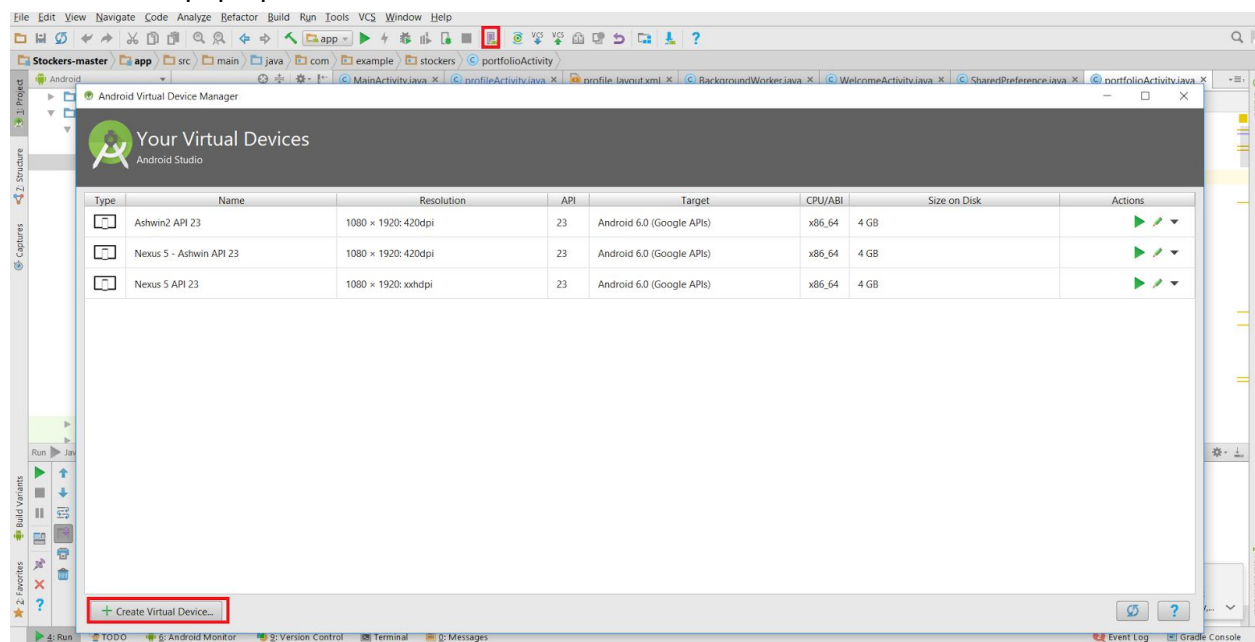 File Edit View Navigate Code Analyze Refactor Build Run Tools VCS Window Help
app
VCS VCS
Stockers-master app src main java com example stockers portfolioActivity
Android MainActivity.java profileActivity.java profile_layout.xml BackgroundWorker.java WelcomeActivity.java SharedPreference.java portfolioActivity.java
1: Project
Z: Structure
Captures
Build Variants
2: Favorites
Android Virtual Device Manager
Your Virtual Devices
Android Studio
Type Name Resolution API Target CPU/ABI Size on Disk Actions
Ashwin2 API 23 1080 × 1920: 420dpi 23 Android 6.0 (Google APIs) x86_64 4 GB
Nexus 5 - Ashwin API 23 1080 × 1920: 420dpi 23 Android 6.0 (Google APIs) x86_64 4 GB
Nexus 5 API 23 1080 × 1920: xxhdpi 23 Android 6.0 (Google APIs) x86_64 4 GB
Run Jav
+ Create Virtual Device...
4: Run TODO 6: Android Monitor 9: Version Control Terminal 0: Messages Event Log Gradle Console